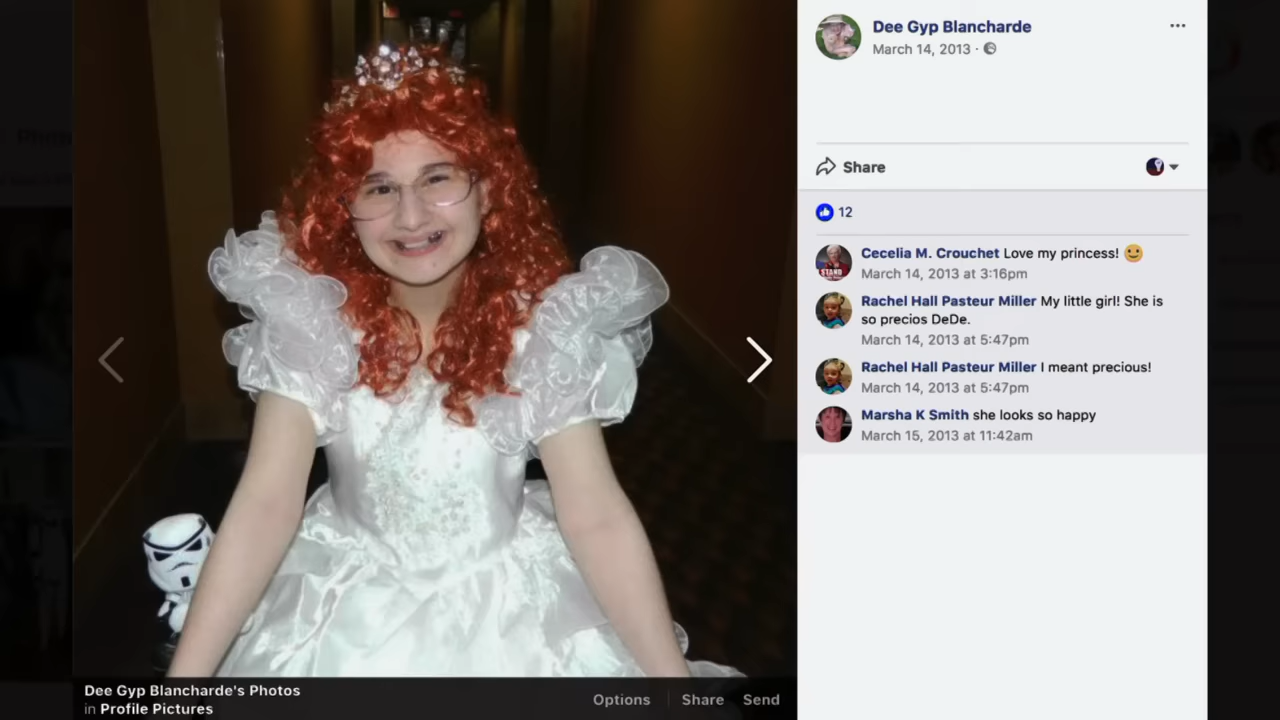 Dee Gyp Blancharde
March 14, 2013
Share
12
Cecelia M. Crouchet Love my princess! 🙂
March 14, 2013 at 3:16pm
Rachel Hall Pasteur Miller My little girl! She is
so precios DeDe.
March 14, 2013 at 5:47pm
Rachel Hall Pasteur Miller I meant precious!
March 14, 2013 at 5:47pm
STAND
Marsha K Smith she looks so happy
March 15, 2013 at 11:42am
Dee Gyp Blancharde's Photos
in Profile Pictures
Options Share Send